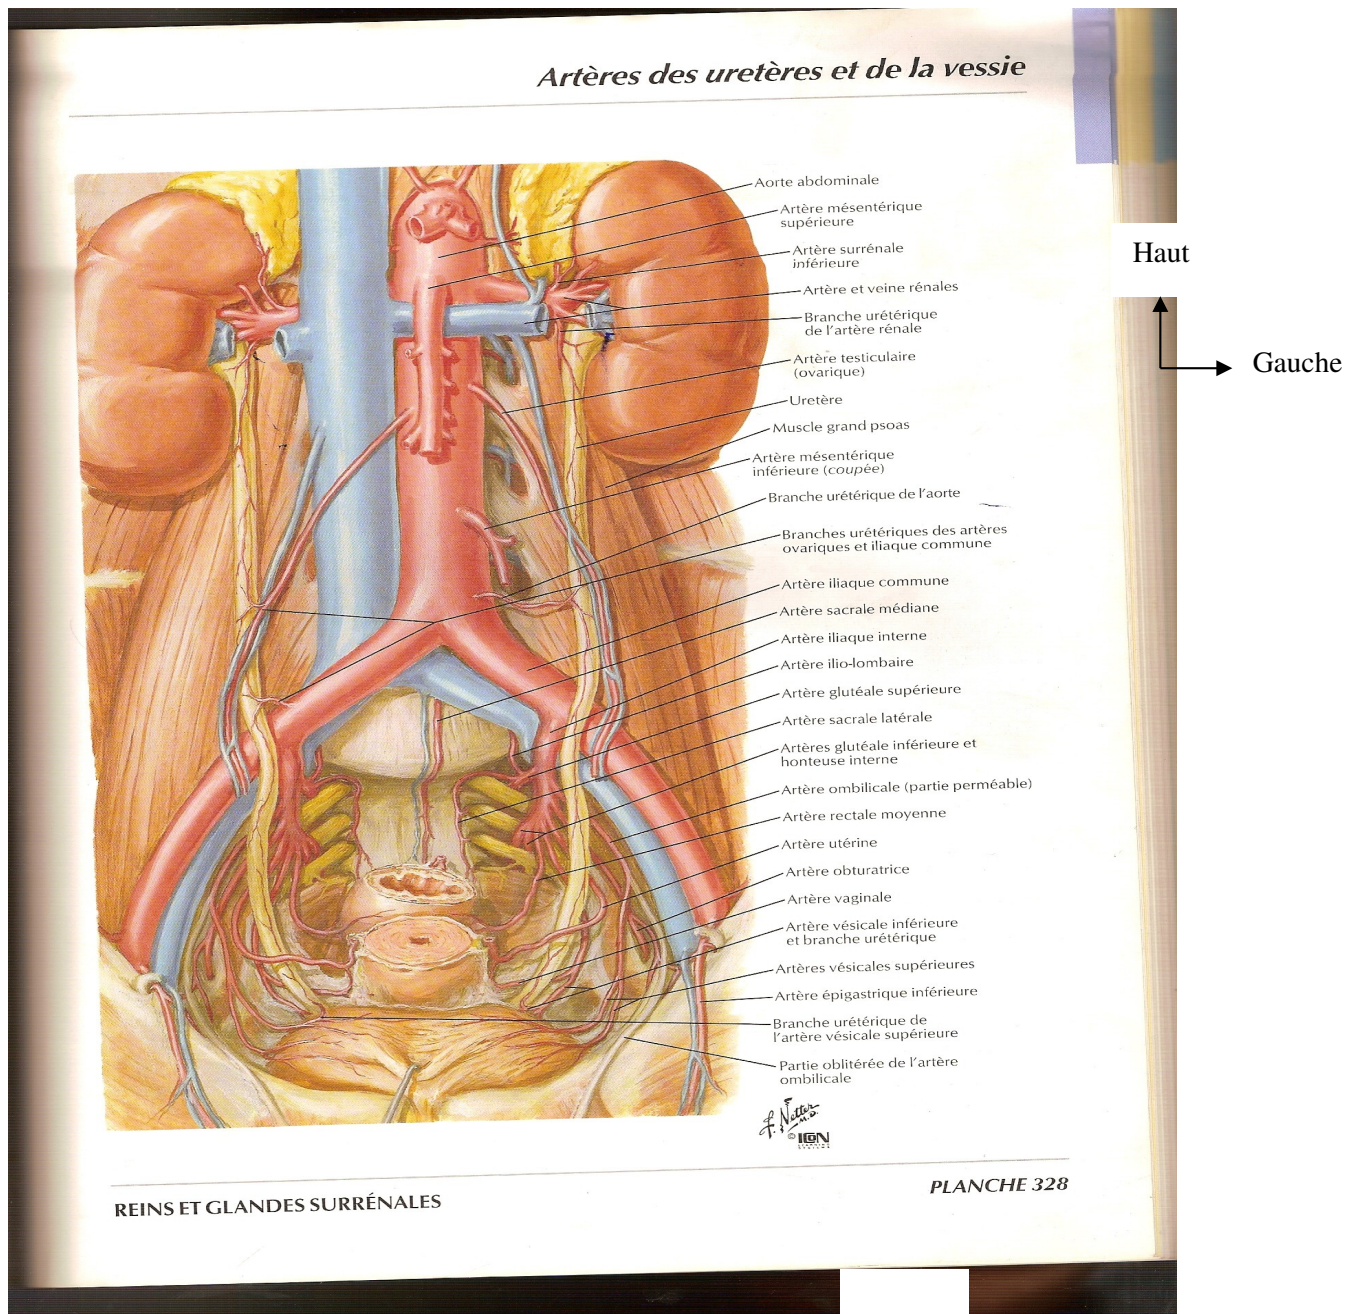 Artères des uretères et de la vessie
Aorte abdominale
Artère mésentérique
supérieure
Artère surrénale
inférieure
Artère et veine rénales
Branche urétérique
de l'artère rénale
Artère testiculaire
(ovarique)
Uretère
Muscle grand psoas
Artère mésentérique
inférieure (coupée)
Branche urétérique de l'aorte
Branches urétériques des artères
ovariques et iliaque commune
Artère iliaque commune
Artère sacrale médiane
Artère iliaque interne
Artère ilio-lombaire
Artère glutéale supérieure
Artère sacrale latérale
Artères glutéale inférieure et
honteuse interne
Artère ombilicale (partie perméable)
Artère rectale moyenne
Artère utérine
Artère obturatrice
Artère vaginale
Artère vésicale inférieure
et branche urétérique
Artères vésicales supérieures
Artère épigastrique inférieure
Branche urétérique de
l'artère vésicale supérieure
Partie oblitérée de l'artère
ombilicale
Haut
Gauche
F. Netter
M.D.
© ICON
LEARNING
SYSTEMS
REINS ET GLANDES SURRÉNALES
PLANCHE 328